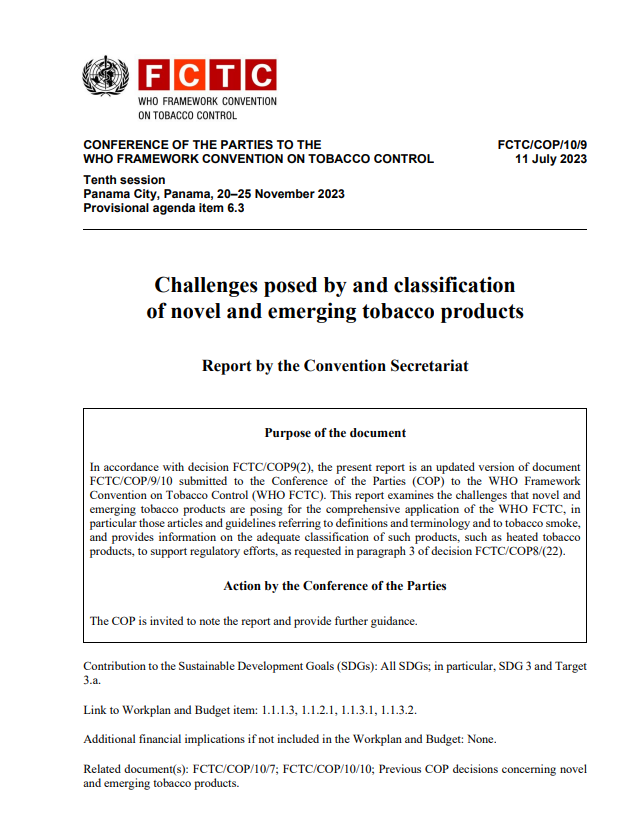 FCTC
WHO FRAMEWORK CONVENTION
ON TOBACCO CONTROL
CONFERENCE OF THE PARTIES TO THE
WHO FRAMEWORK CONVENTION ON TOBACCO CONTROL
FCTC/COP/10/9
11 July 2023
Tenth session
Panama City, Panama, 20–25 November 2023
Provisional agenda item 6.3
Challenges posed by and classification
of novel and emerging tobacco products
Report by the Convention Secretariat
Purpose of the document
In accordance with decision FCTC/COP9(2), the present report is an updated version of document
FCTC/COP/9/10 submitted to the Conference of the Parties (COP) to the WHO Framework
Convention on Tobacco Control (WHO FCTC). This report examines the challenges that novel and
emerging tobacco products are posing for the comprehensive application of the WHO FCTC, in
particular those articles and guidelines referring to definitions and terminology and to tobacco smoke,
and provides information on the adequate classification of such products, such as heated tobacco
products, to support regulatory efforts, as requested in paragraph 3 of decision FCTC/COP8/(22).
Action by the Conference of the Parties
The COP is invited to note the report and provide further guidance.
Contribution to the Sustainable Development Goals (SDGs): All SDGs; in particular, SDG 3 and Target
3.a.
Link to Workplan and Budget item: 1.1.1.3, 1.1.2.1, 1.1.3.1, 1.1.3.2.
Additional financial implications if not included in the Workplan and Budget: None.
Related document(s): FCTC/COP/10/7; FCTC/COP/10/10; Previous COP decisions concerning novel
and emerging tobacco products.